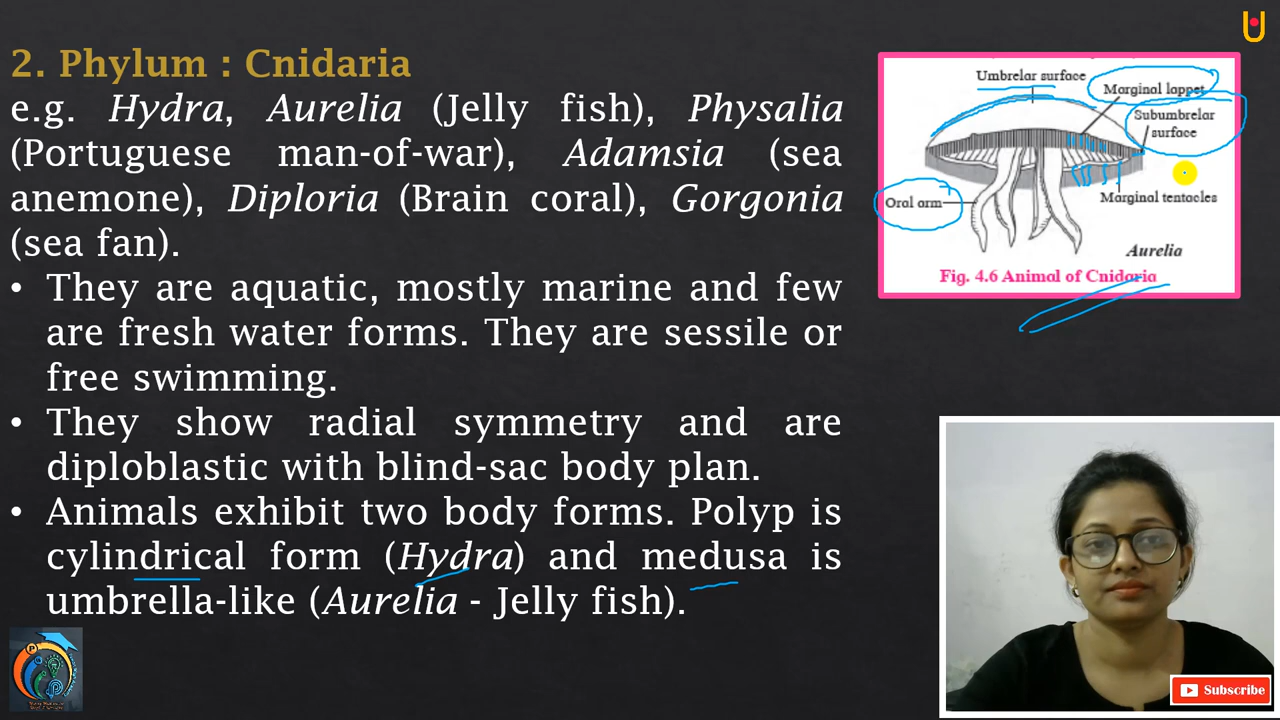 2. Phylum : Cnidaria
e.g. Hydra, Aurelia (Jelly fish), Physalia
(Portuguese man-of-war), Adamsia (sea
anemone), Diploria (Brain coral), Gorgonia
(sea fan).
• They are aquatic, mostly marine and few
are fresh water forms. They are sessile or
free swimming.
• They show radial symmetry and are
diploblastic with blind-sac body plan.
• Animals exhibit two body forms. Polyp is
cylindrical form (Hydra) and medusa is
umbrella-like (Aurelia - Jelly fish).
Umbrelar surface
Marginal lappet
Subumbrelar
surface
Oral arm
Marginal tentacles
Aurelia
Fig. 4.6 Animal of Cnidaria
Subscribe